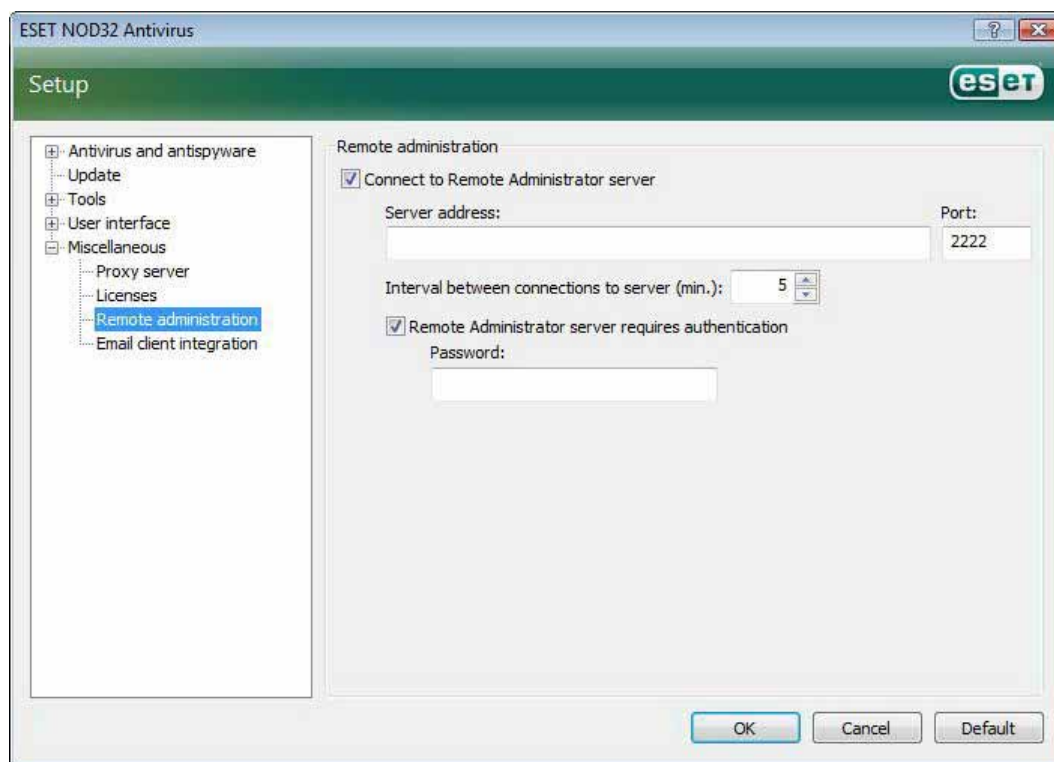 ESET NOD32 Antivirus
Setup
eset
Antivirus and antispyware
Update
Tools
User interface
Miscellaneous
Proxy server
Licenses
Remote administration
Email client integration
Remote administration
Connect to Remote Administrator server
Server address: Port:
2222
Interval between connections to server (min.): 5
Remote Administrator server requires authentication
Password:
OK Cancel Default